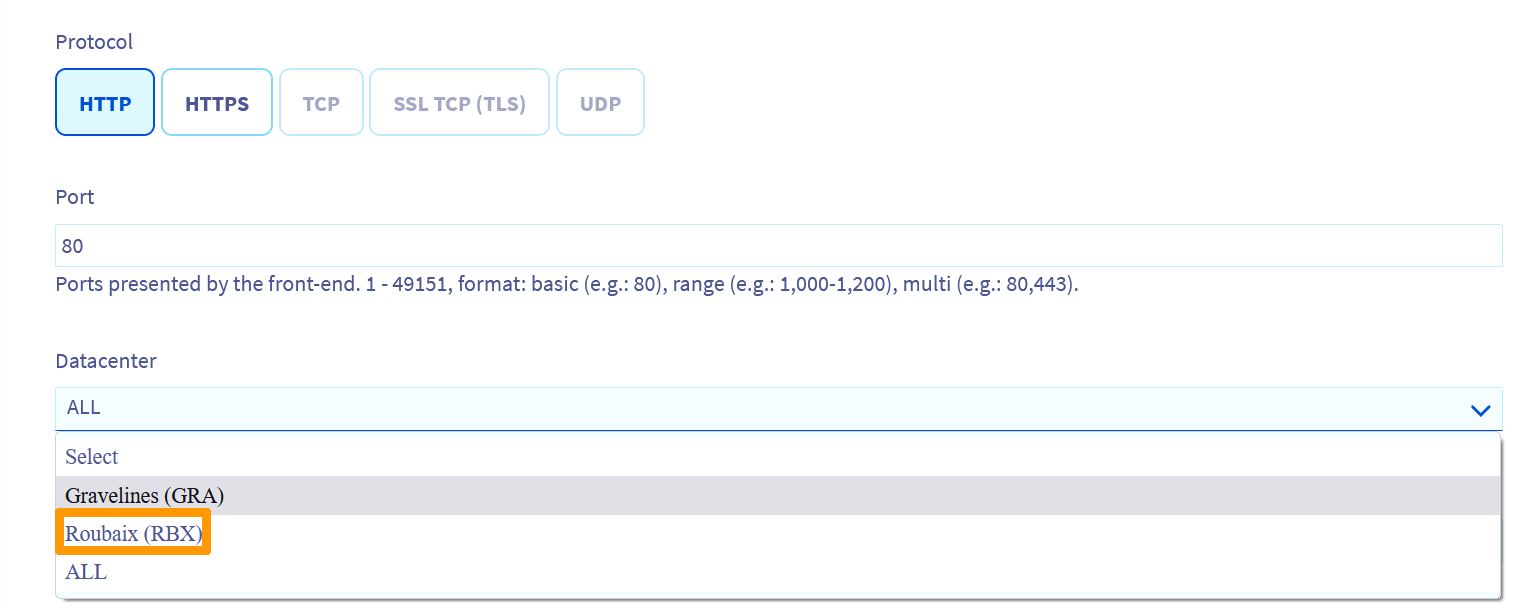 Protocol
HTTP HTTPS TCP SSL TCP (TLS) UDP
Port
80
Ports presented by the front-end. 1 - 49151, format: basic (e.g.: 80), range (e.g.: 1,000-1,200), multi (e.g.: 80,443).
Datacenter
ALL
Select
Gravelines (GRA)
Roubaix (RBX)
ALL